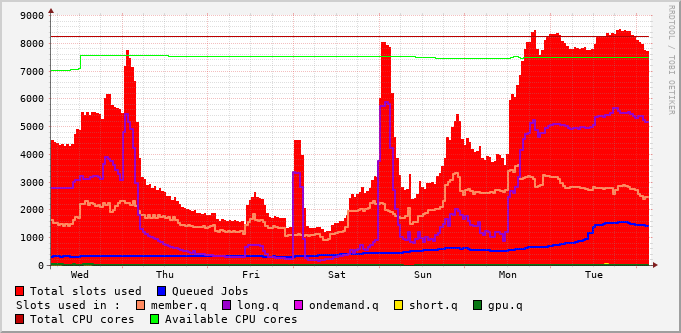 9000
8000
7000
6000
5000
4000
3000
2000
1000
0
Wed Thu Fri Sat Sun Mon Tue
RRDTOOL / TOBI OETIKER
Total slots used Queued Jobs
Slots used in : member.q long.q ondemand.q short.q gpu.q
Total CPU cores Available CPU cores